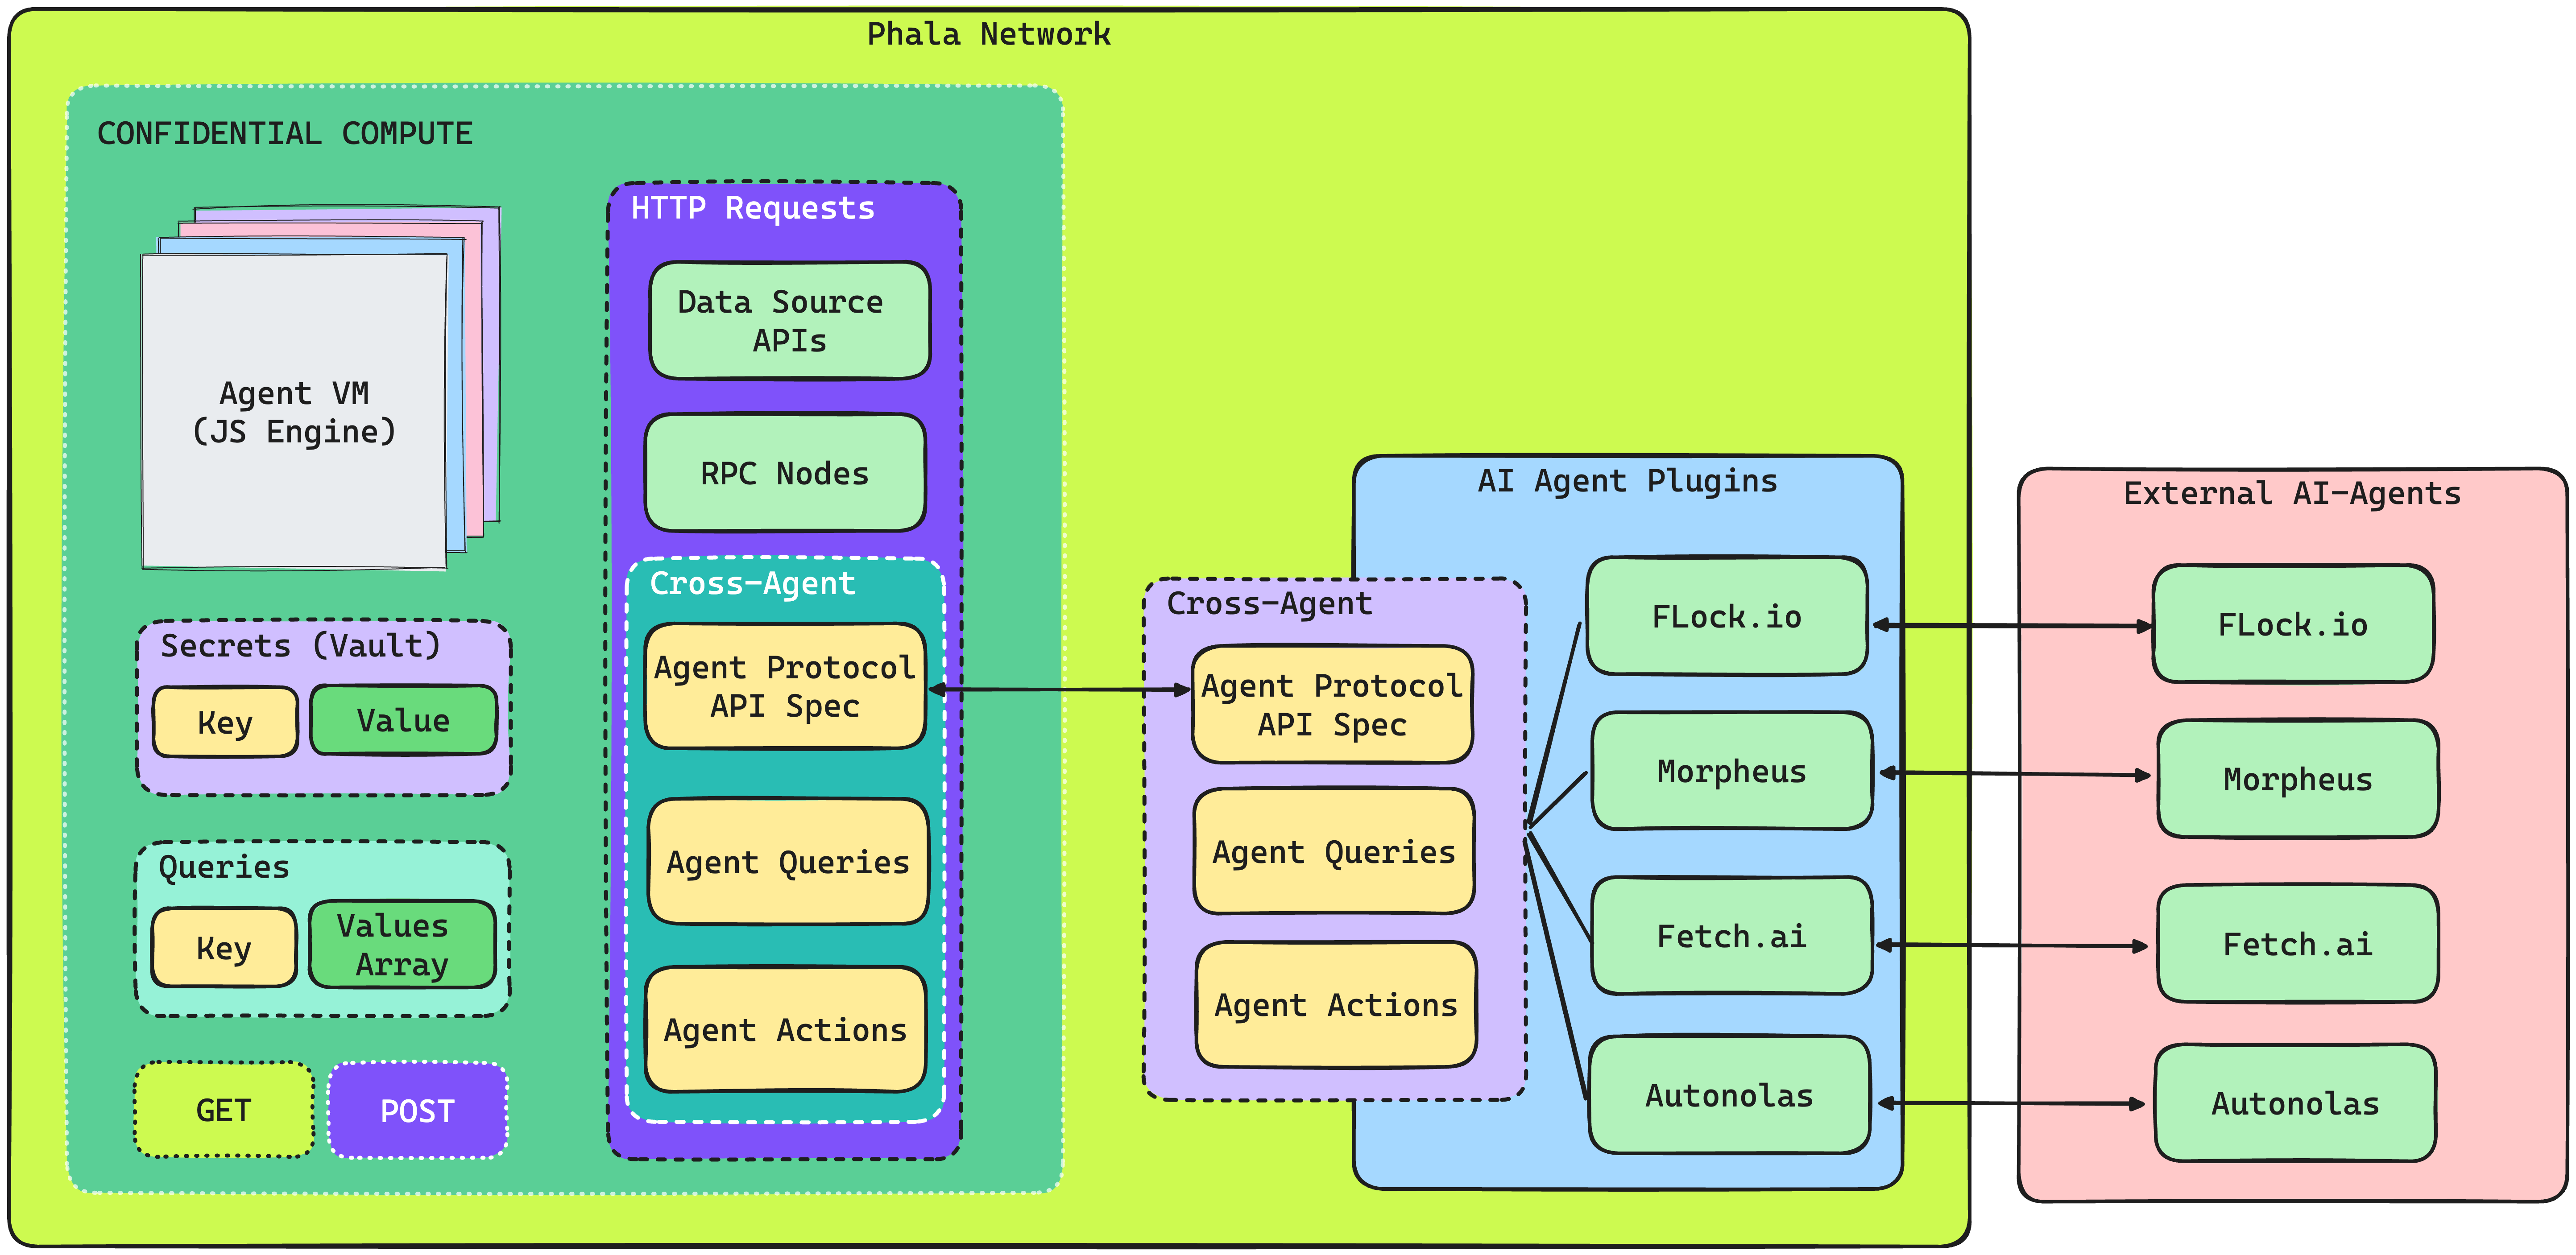 Phala Network
CONFIDENTIAL COMPUTE
Agent VM
(JS Engine)
Secrets (Vault)
Key
Value
Queries
Key
Values
Array
GET
POST
HTTP Requests
Data Source
APIs
RPC Nodes
Cross-Agent
Agent Protocol
API Spec
Agent Queries
Agent Actions
Cross-Agent
Agent Protocol
API Spec
Agent Queries
Agent Actions
AI Agent Plugins
FLock.io
Morpheus
Fetch.ai
Autonolas
External AI-Agents
FLock.io
Morpheus
Fetch.ai
Autonolas